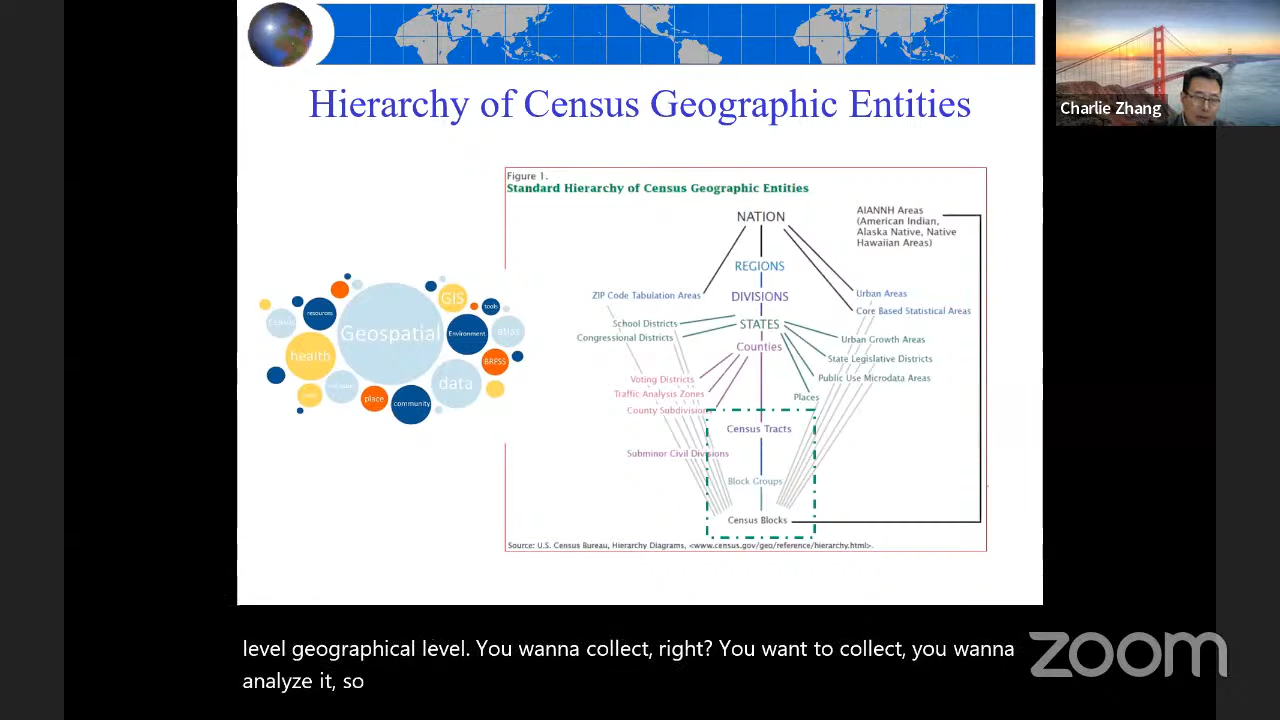 Hierarchy of Census Geographic Entities
Charlie Zhang
Figure 1.
Standard Hierarchy of Census Geographic Entities
NATION
AIANNH Areas
(American Indian,
Alaska Native, Native
Hawaiian Areas)
REGIONS
ZIP Code Tabulation Areas
DIVISIONS
Urban Areas
Core Based Statistical Areas
School Districts
STATES
Congressional Districts
Urban Growth Areas
Counties
State Legislative Districts
Voting Districts
Public Use Microdata Areas
Traffic Analysis Zones
Places
County Subdivisions
Census Tracts
Subminor Civil Divisions
Block Groups
Census Blocks
Source: U.S. Census Bureau, Hierarchy Diagrams, <www.census.gov/geo/reference/hierarchy.html>.
GIS
tools
resources
Geospatial
Environment
atlas
health
BRFSS
data
place
community
level geographical level. You wanna collect, right? You want to collect, you wanna
analyze it, so
zoom